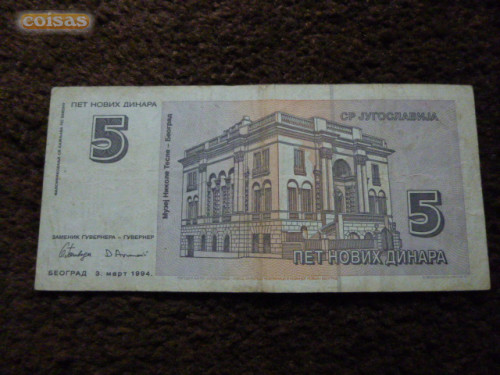 coisas
ПЕТ НОВИХ ДИНАРА
5
ЗАМЕНИК ГУВЕРНЕРА - ГУВЕРНЕР
БЕОГРАД 3. март 1994.
Музеј Николе Тесле - Београд
СР ЈУГОСЛАВИЈА
5
ПЕТ НОВИХ ДИНАРА